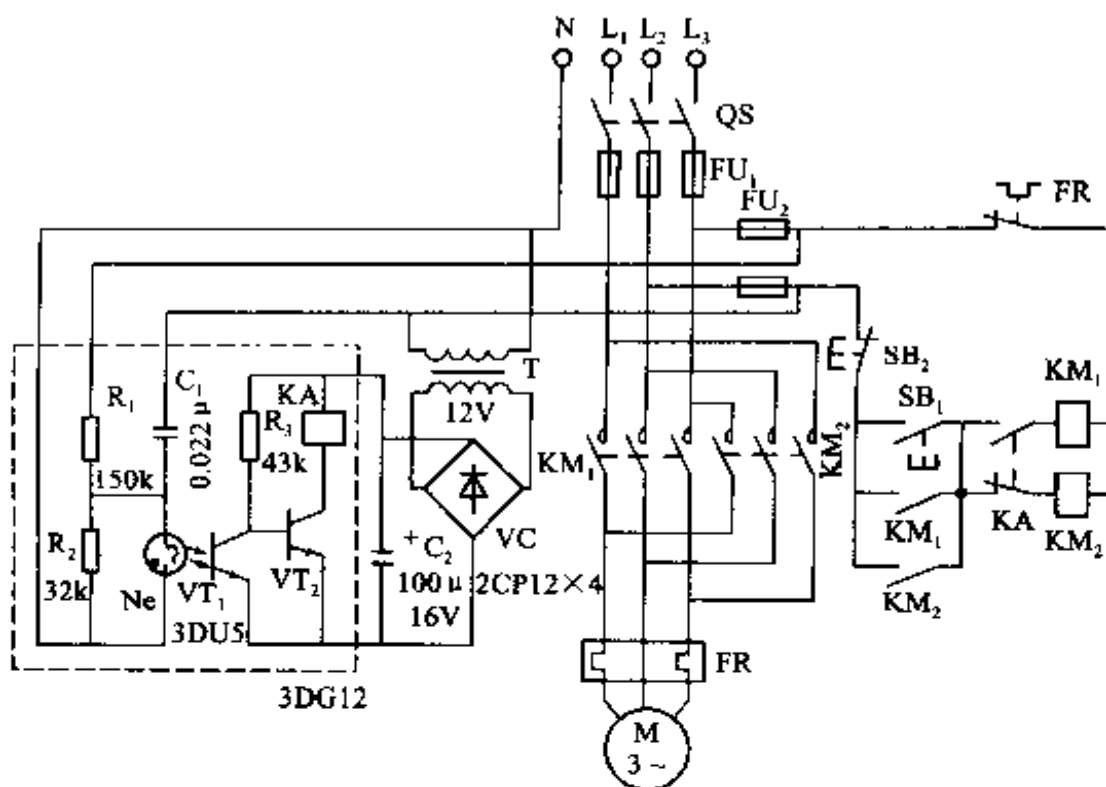 N L₁ L₂ L₃
QS
FU₁
FU₂
FR
SB₂
SB₁
KM₁
KM₁
KA
KM₂
KM₂
T
12V
VC
2CP12×4
KM₁
KM₂
C₁
0.022μ
R₁
150k
R₂
32k
Ne
VT₁
3DU5
R₃
43k
KA
VT₂
3DG12
+
C₂
100μ
16V
FR
M
3~